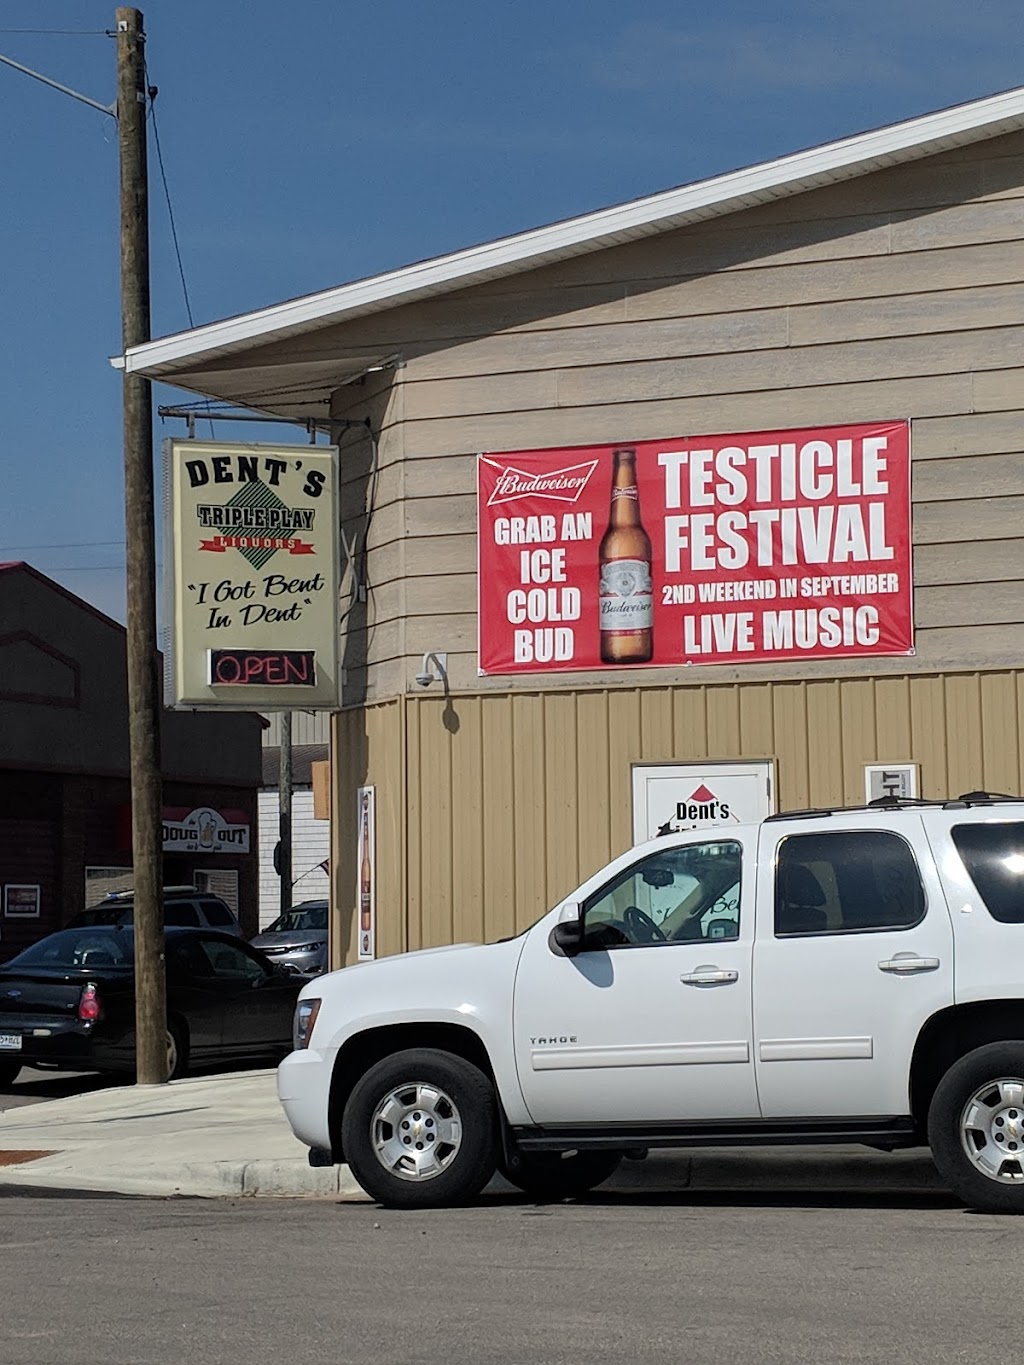 DENT'S
TRIPLE PLAY
LIQUORS
"I Got Bent
In Dent"
OPEN
Budweiser
GRAB AN
ICE
COLD
BUD
Budweiser
TESTICLE
FESTIVAL
2ND WEEKEND IN SEPTEMBER
LIVE MUSIC
Dent's
DOUG OUT
TAHOE